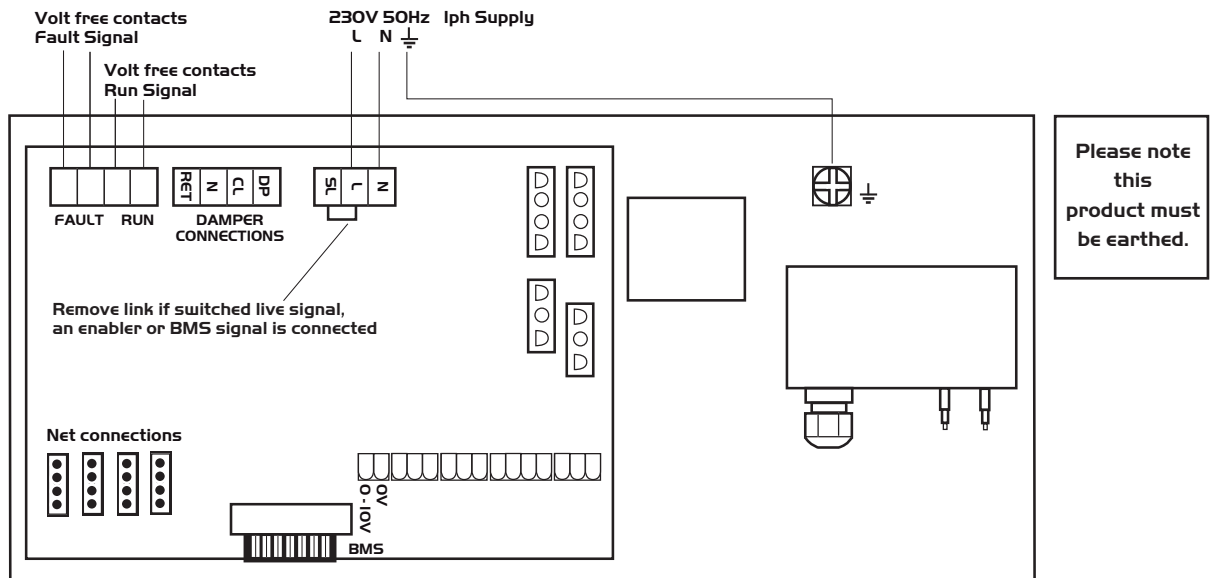 Volt free contacts
Fault Signal
Volt free contacts
Run Signal
230V 50Hz Iph Supply
L N
FAULT RUN
RET N CL DP
DAMPER
CONNECTIONS
SL L N
Remove link if switched live signal,
an enabler or BMS signal is connected
Please note
this
product must
be earthed.
Net connections
0-10V
0V
BMS